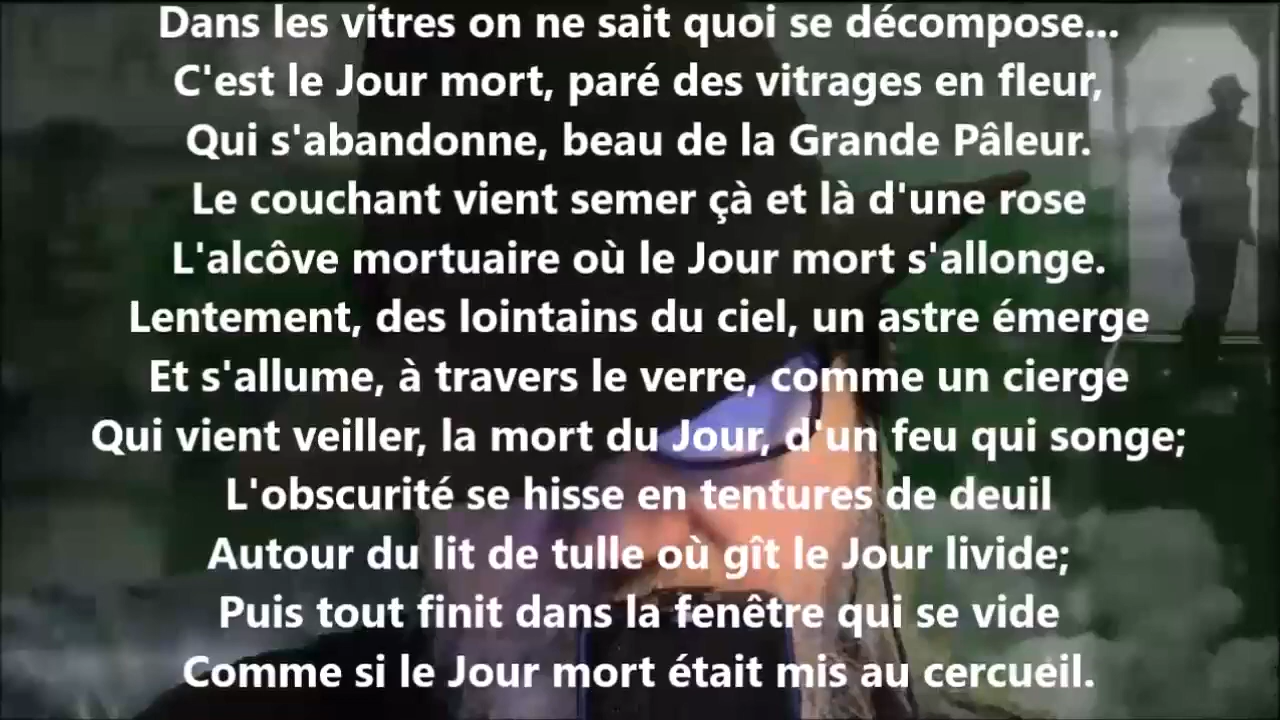 Dans les vitres on ne sait quoi se décompose...
C'est le Jour mort, paré des vitrages en fleur,
Qui s'abandonne, beau de la Grande Pâleur.
Le couchant vient semer çà et là d'une rose
L'alcôve mortuaire où le Jour mort s'allonge.
Lentement, des lointains du ciel, un astre émerge
Et s'allume, à travers le verre, comme un cierge
Qui vient veiller, la mort du Jour, d'un feu qui songe;
L'obscurité se hisse en tentures de deuil
Autour du lit de tulle où gît le Jour livide;
Puis tout finit dans la fenêtre qui se vide
Comme si le Jour mort était mis au cercueil.